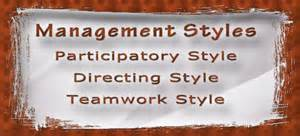 Management Styles
Participatory Style
Directing Style
Teamwork Style